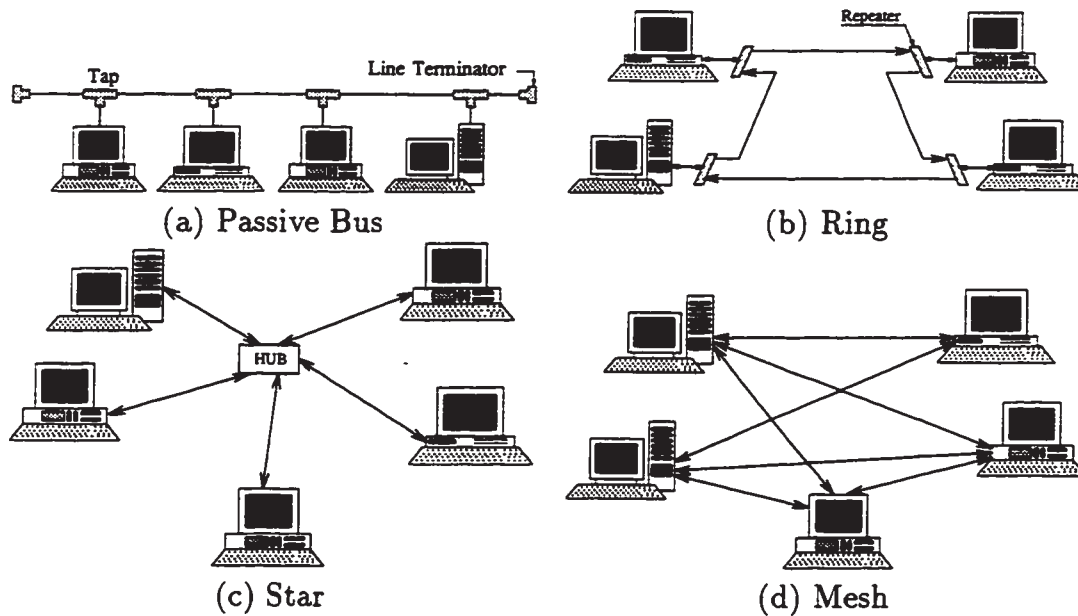 Tap
Line Terminator
(a) Passive Bus
Repeater
(b) Ring
HUB
(c) Star
(d) Mesh